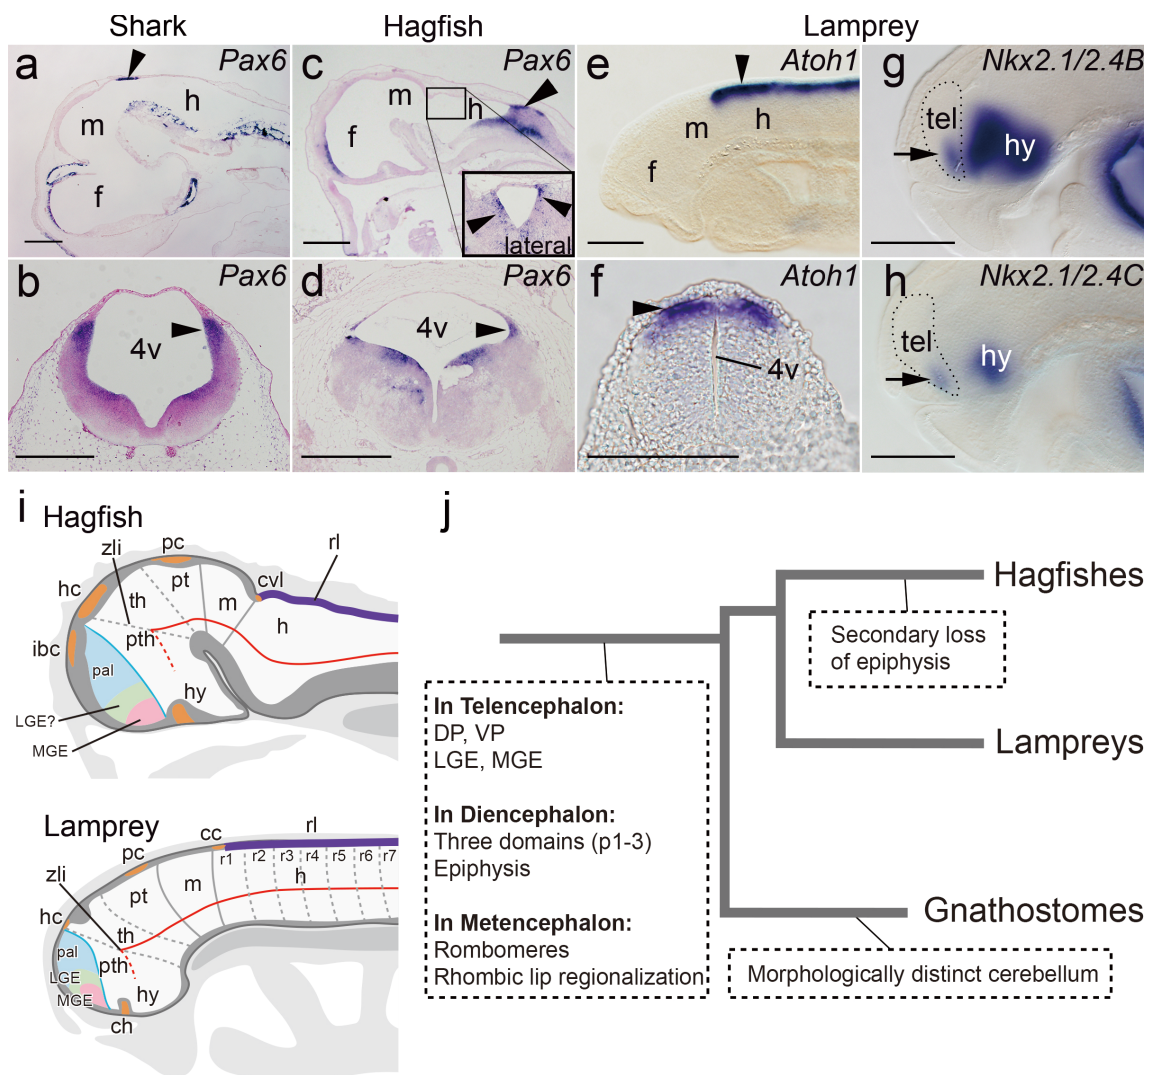 Shark
Hagfish
Lamprey
a
Pax6
h
m
f
c
Pax6
m
h
f
lateral
e
Atoh1
m
h
f
g
Nkx2.1/2.4B
tel
hy
b
Pax6
4v
d
Pax6
4v
f
Atoh1
4v
h
Nkx2.1/2.4C
tel
hy
i
Hagfish
zli
pc
rl
hc
pt
cvl
th
m
h
ibc
pth
pal
hy
LGE?
MGE
Lamprey
cc
rl
pc
r1 r2 r3 r4 r5 r6 r7
zli
pt
m
h
hc
th
pal
pth
LGE
hy
MGE
ch
j
Hagfishes
Secondary loss
of epiphysis
Lampreys
In Telencephalon:
DP, VP
LGE, MGE
In Diencephalon:
Three domains (p1-3)
Epiphysis
In Metencephalon:
Rombomeres
Rhombic lip regionalization
Gnathostomes
Morphologically distinct cerebellum